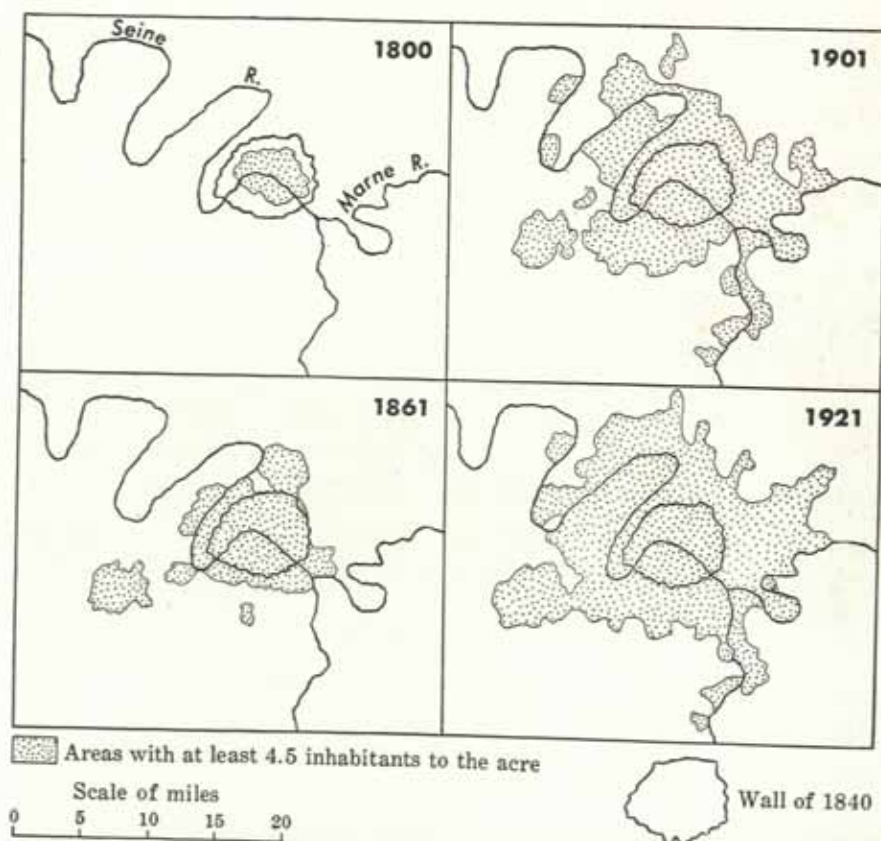 Seine
R.
1800
Marne R.
1901
1861
1921
Areas with at least 4.5 inhabitants to the acre
Scale of miles
0 5 10 15 20
Wall of 1840